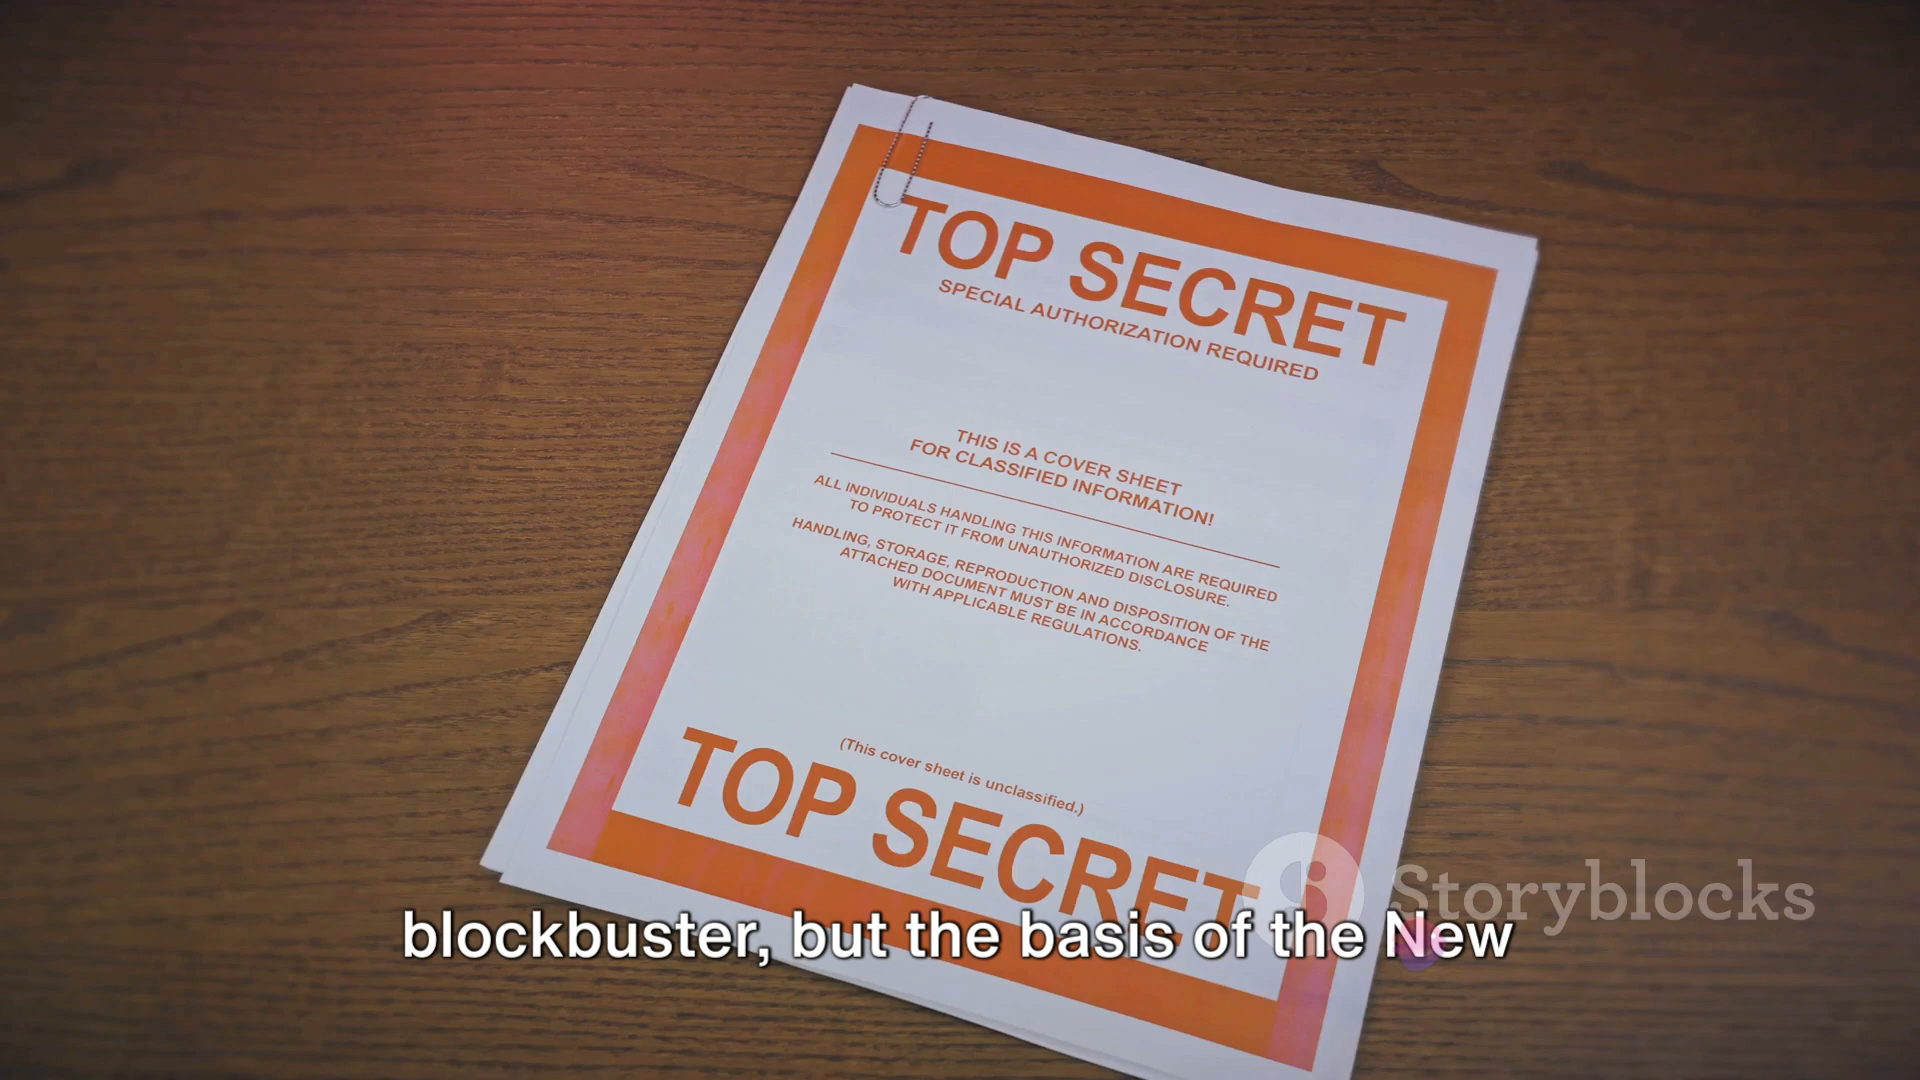 TOP SECRET
SPECIAL AUTHORIZATION REQUIRED
THIS IS A COVER SHEET
FOR CLASSIFIED INFORMATION!
ALL INDIVIDUALS HANDLING THIS INFORMATION ARE REQUIRED
TO PROTECT IT FROM UNAUTHORIZED DISCLOSURE.
HANDLING, STORAGE, REPRODUCTION AND DISPOSITION OF THE
ATTACHED DOCUMENT MUST BE IN ACCORDANCE
WITH APPLICABLE REGULATIONS.
(This cover sheet is unclassified.)
TOP SECRET
Storyblocks
blockbuster, but the basis of the New